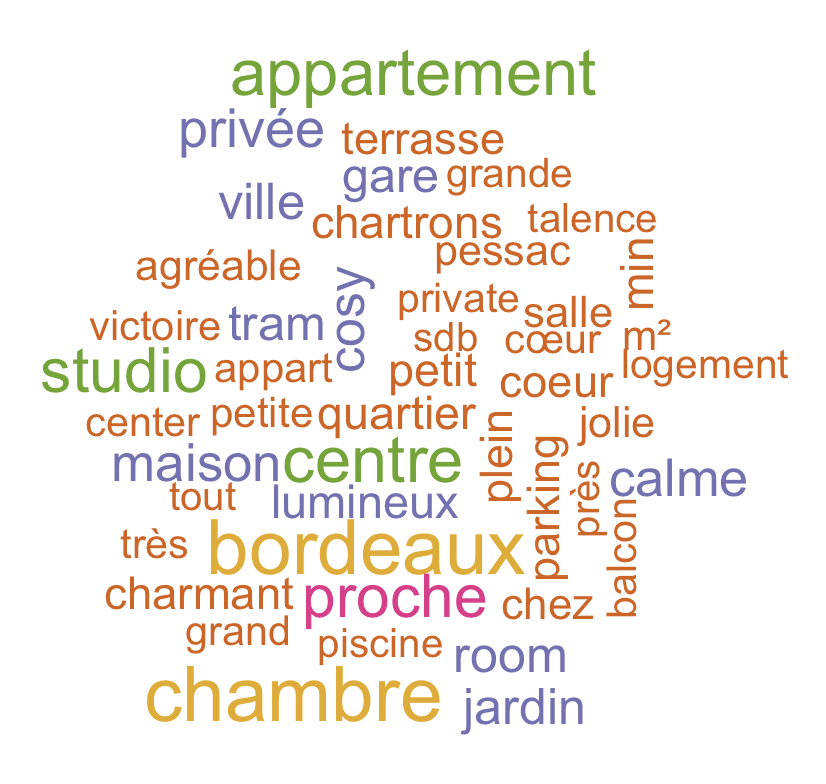 appartement
privée
terrasse
gare
grande
ville
chartrons
talence
pessac
agréable
min
cosy
private
salle
victoire
tram
sdb
cœur
m²
studio
appart
petit
coeur
logement
center
petite
quartier
plein
jolie
maison
centre
parking
près
calme
tout
lumineux
balcon
très
bordeaux
charmant
proche
chez
grand
piscine
room
chambre
jardin